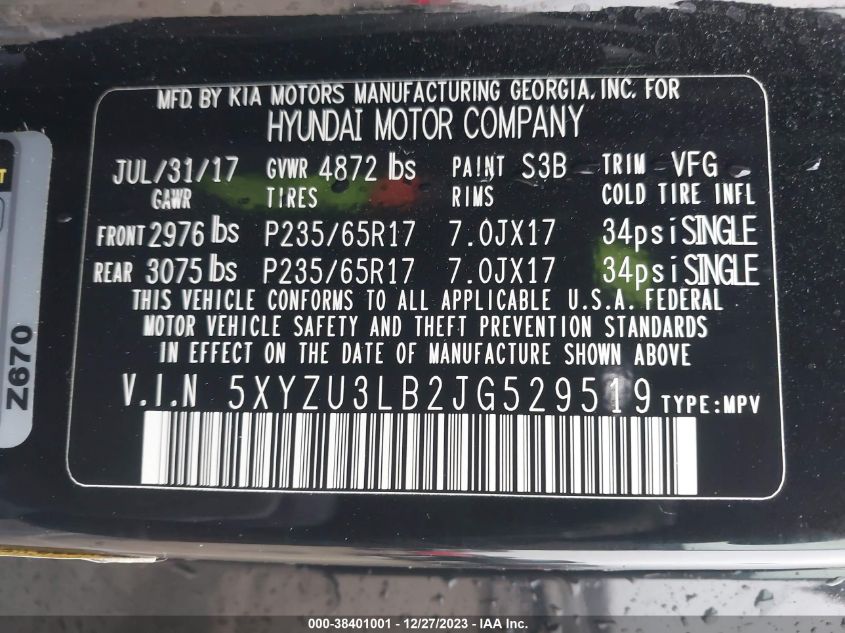 MFD. BY KIA MOTORS MANUFACTURING GEORGIA, INC. FOR
HYUNDAI MOTOR COMPANY
JUL/31/17 GVWR 4872 lbs PAINT S3B TRIM VFG
GAWR TIRES RIMS COLD TIRE INFL
FRONT 2976 lbs P235/65R17 7.0JX17 34psi SINGLE
REAR 3075 lbs P235/65R17 7.0JX17 34psi SINGLE
THIS VEHICLE CONFORMS TO ALL APPLICABLE U.S.A. FEDERAL
MOTOR VEHICLE SAFETY AND THEFT PREVENTION STANDARDS
IN EFFECT ON THE DATE OF MANUFACTURE SHOWN ABOVE
V.I.N 5XYZU3LB2JG529519 TYPE:MPV
Z670
000-38401001 - 12/27/2023 - IAA Inc.